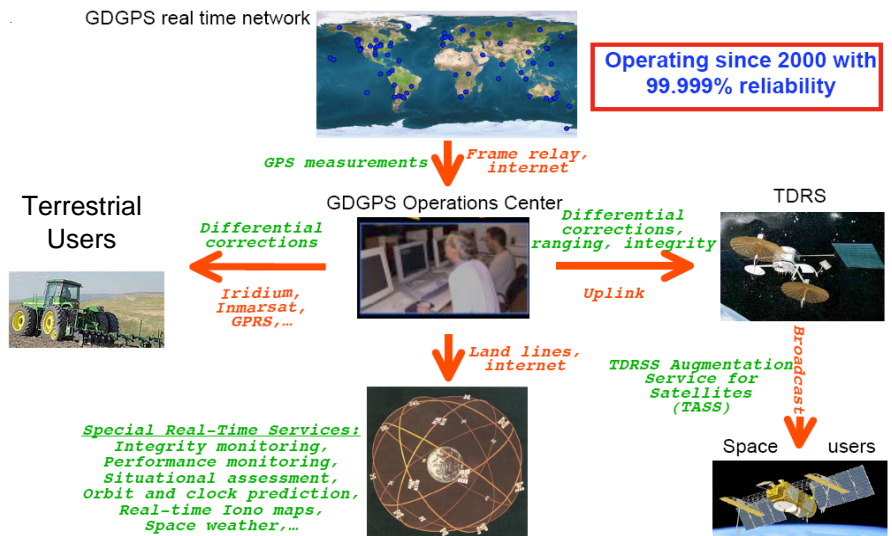 GDGPS real time network
Operating since 2000 with
99.999% reliability
GPS measurements
Frame relay,
internet
GDGPS Operations Center
TDRS
Terrestrial
Users
Differential
corrections
Iridium,
Inmarsat,
GPRS,…
Differential
corrections,
ranging, integrity
Uplink
Land lines,
internet
Broadcast
TDRSS Augmentation
Service for
Satellites
(TASS)
Special Real-Time Services:
Integrity monitoring,
Performance monitoring,
Situational assessment,
Orbit and clock prediction,
Real-time Iono maps,
Space weather,…
Space users